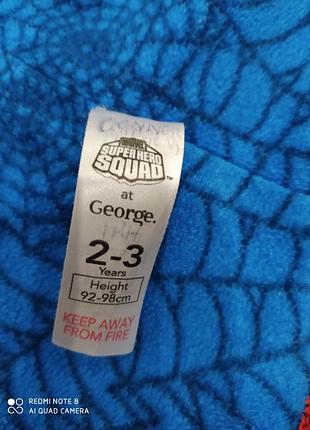 MARVEL
SUPER HERO
SQUAD™
at
George.
2-3
Years
Height
92-98cm
KEEP AWAY
FROM FIRE
REDMI NOTE 8
AI QUAD CAMERA